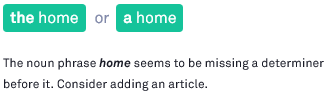 the home or a home
The noun phrase home seems to be missing a determiner
before it. Consider adding an article.